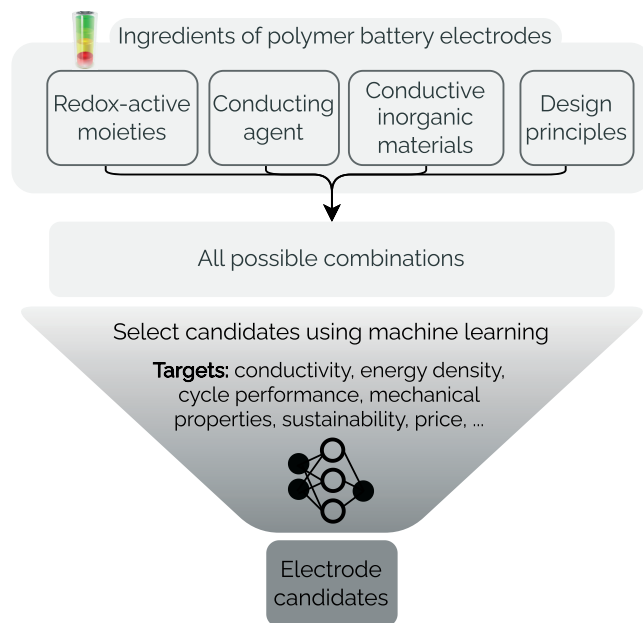 Ingredients of polymer battery electrodes
Redox-active
moieties
Conducting
agent
Conductive
inorganic
materials
Design
principles
All possible combinations
Select candidates using machine learning
Targets: conductivity, energy density,
cycle performance, mechanical
properties, sustainability, price, ...
Electrode
candidates